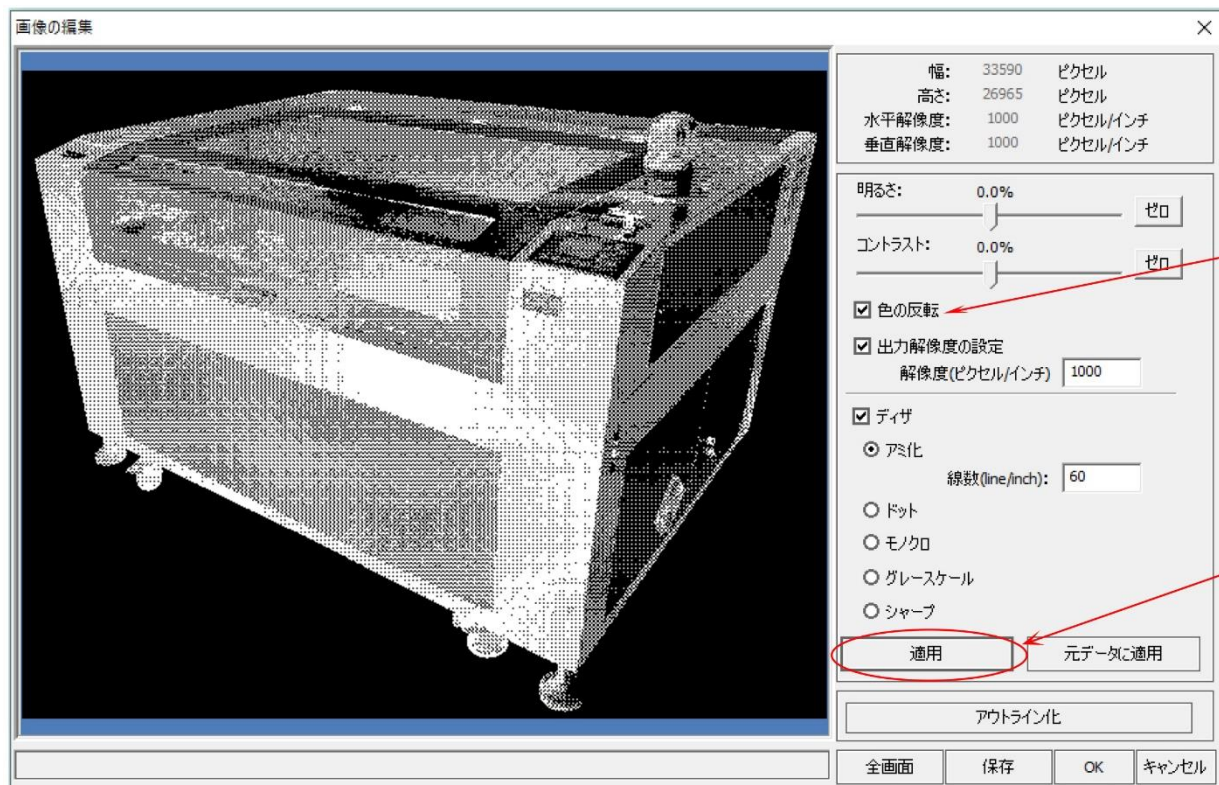 画像の編集
幅: 33590 ピクセル
高さ: 26965 ピクセル
水平解像度: 1000 ピクセル/インチ
垂直解像度: 1000 ピクセル/インチ
明るさ: 0.0%
ゼロ
コントラスト: 0.0%
ゼロ
色の反転
出力解像度の設定
解像度(ピクセル/インチ) 1000
ディザ
アミ化
線数(line/inch): 60
ドット
モノクロ
グレースケール
シャープ
適用 元データに適用
アウトライン化
全画面 保存 OK キャンセル